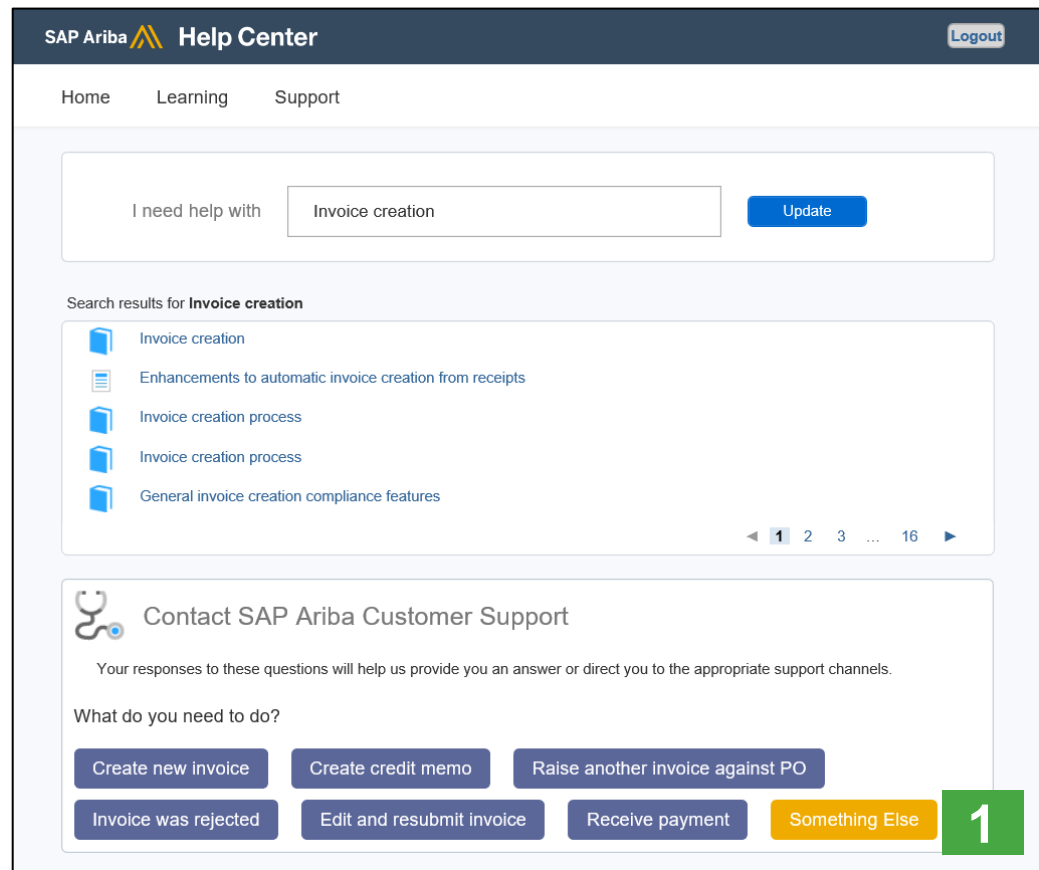 SAP Ariba Help Center Logout
Home Learning Support
I need help with Invoice creation Update
Search results for Invoice creation
Invoice creation
Enhancements to automatic invoice creation from receipts
Invoice creation process
Invoice creation process
General invoice creation compliance features
1 2 3 ... 16
Contact SAP Ariba Customer Support
Your responses to these questions will help us provide you an answer or direct you to the appropriate support channels.
What do you need to do?
Create new invoice Create credit memo Raise another invoice against PO
Invoice was rejected Edit and resubmit invoice Receive payment Something Else 1